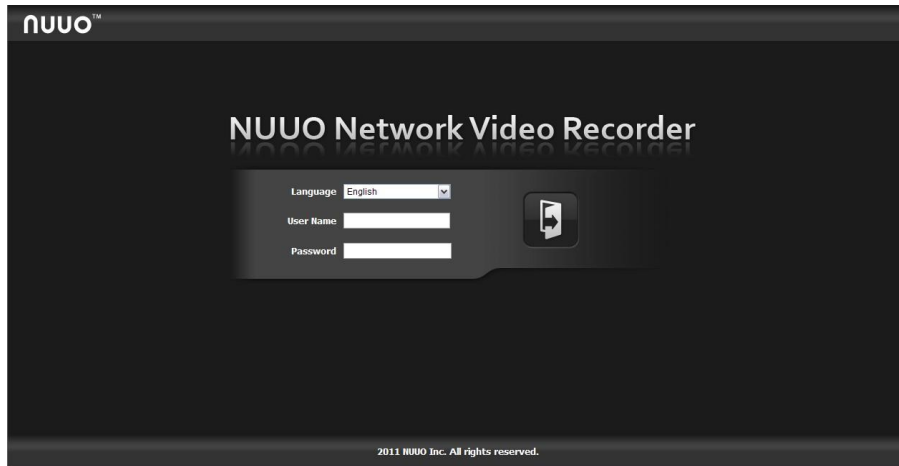 nuuo™
NUUO Network Video Recorder
Language English
User Name
Password
2011 NUUO Inc. All rights reserved.